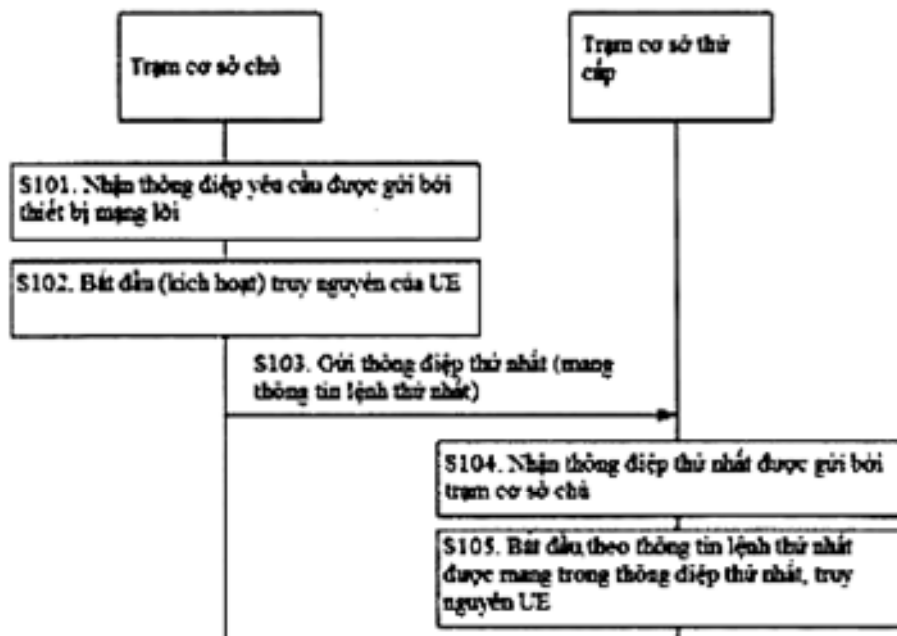 Trạm cơ sở chủ
Trạm cơ sở thứ
cấp
S101. Nhận thông điệp yêu cầu được gửi bởi
thiết bị mạng lõi
S102. Bắt đầu (kích hoạt) truy nguyên của UE
S103. Gửi thông điệp thứ nhất (mang
thông tin lệnh thứ nhất)
S104. Nhận thông điệp thứ nhất được gửi bởi
trạm cơ sở chủ
S105. Bắt đầu, theo thông tin lệnh thứ nhất
được mang trong thông điệp thứ nhất, truy
nguyên UE